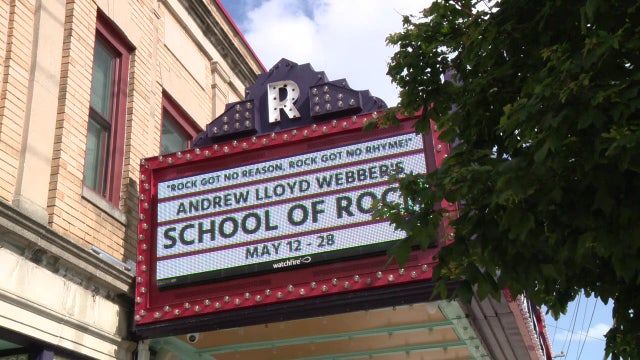 R
"ROCK GOT NO REASON, ROCK GOT NO RHYME!"
ANDREW LLOYD WEBBER'S
SCHOOL OF ROCK
MAY 12 - 28
watchfire